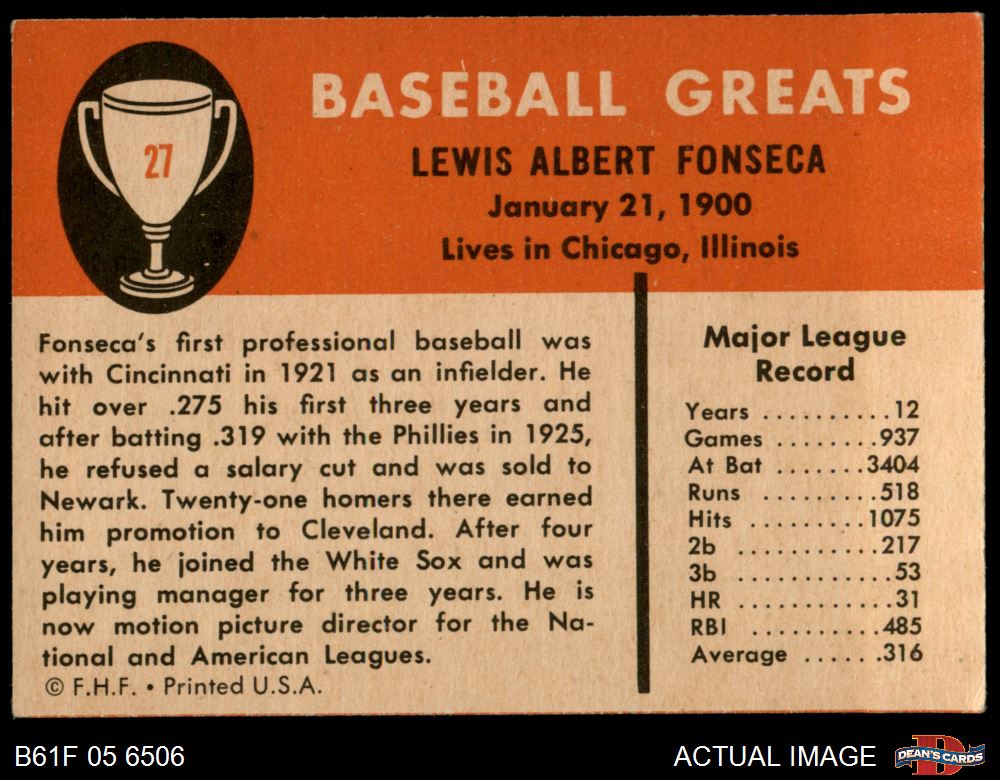 27
BASEBALL GREATS
LEWIS ALBERT FONSECA
January 21, 1900
Lives in Chicago, Illinois
Fonseca's first professional baseball was
with Cincinnati in 1921 as an infielder. He
hit over .275 his first three years and
after batting .319 with the Phillies in 1925,
he refused a salary cut and was sold to
Newark. Twenty-one homers there earned
him promotion to Cleveland. After four
years, he joined the White Sox and was
playing manager for three years. He is
now motion picture director for the Na-
tional and American Leagues.
© F.H.F. • Printed U.S.A.
Major League
Record
Years ..........12
Games ........937
At Bat .......3404
Runs .........518
Hits .........1075
2b ...........217
3b ............53
HR ............31
RBI ..........485
Average ......316
B61F 05 6506
ACTUAL IMAGE
D
DEAN'S CARDS